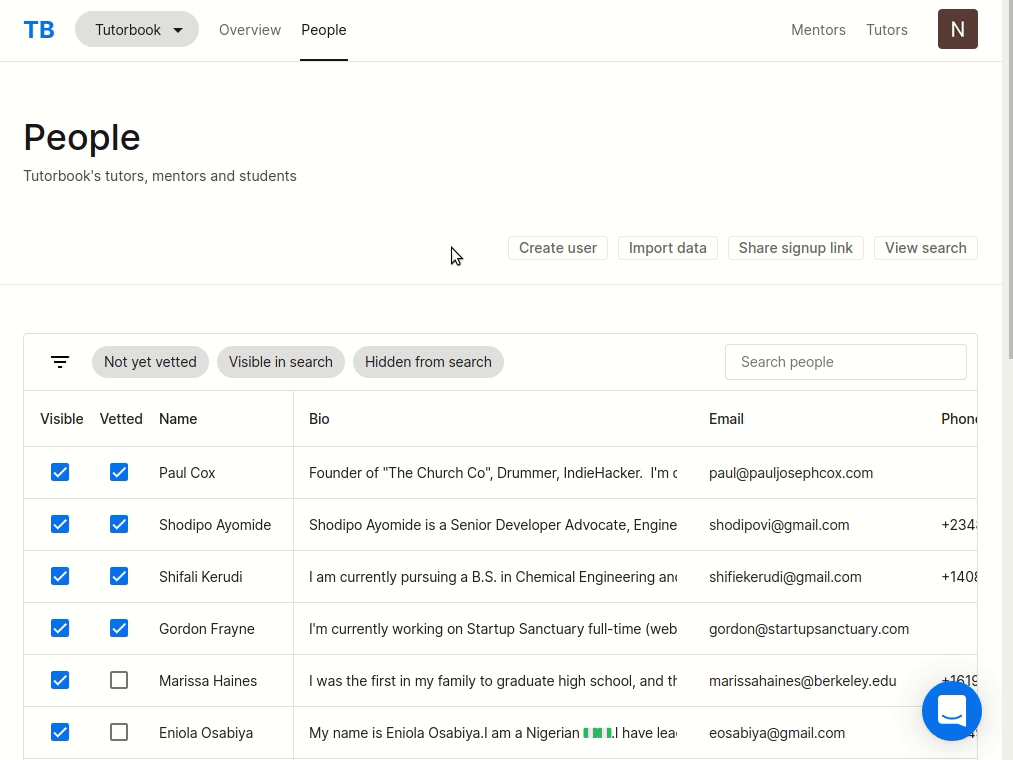 TB Tutorbook Overview People Mentors Tutors N
People
Tutorbook's tutors, mentors and students
Create user Import data Share signup link View search
Not yet vetted Visible in search Hidden from search Search people
Visible Vetted Name Bio Email Phone
Paul Cox Founder of "The Church Co", Drummer, IndieHacker. I'm paul@pauljosephcox.com
Shodipo Ayomide Shodipo Ayomide is a Senior Developer Advocate, Engine shodipovi@gmail.com +234
Shifali Kerudi I am currently pursuing a B.S. in Chemical Engineering and shifiekerudi@gmail.com +1408
Gordon Frayne I'm currently working on Startup Sanctuary full-time (web gordon@startupsanctuary.com
Marissa Haines I was the first in my family to graduate high school, and marissahaines@berkeley.edu +1619
Eniola Osabiya My name is Eniola Osabiya.I am a Nigerian 🇳🇬.I have lea eosabiya@gmail.com